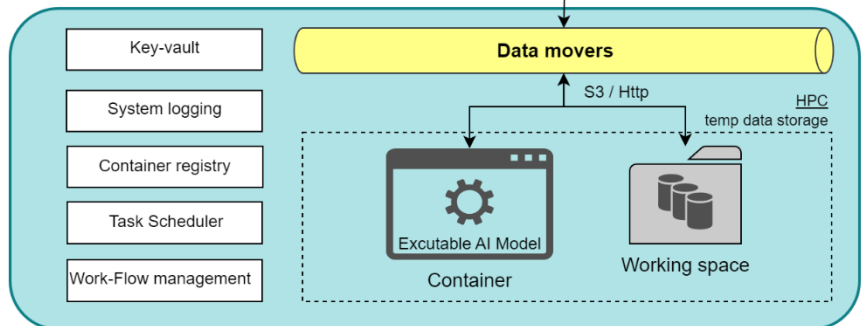 Key-vault
System logging
Container registry
Task Scheduler
Work-Flow management
Data movers
S3 / Http
HPC
temp data storage
Excutable AI Model
Container
Working space